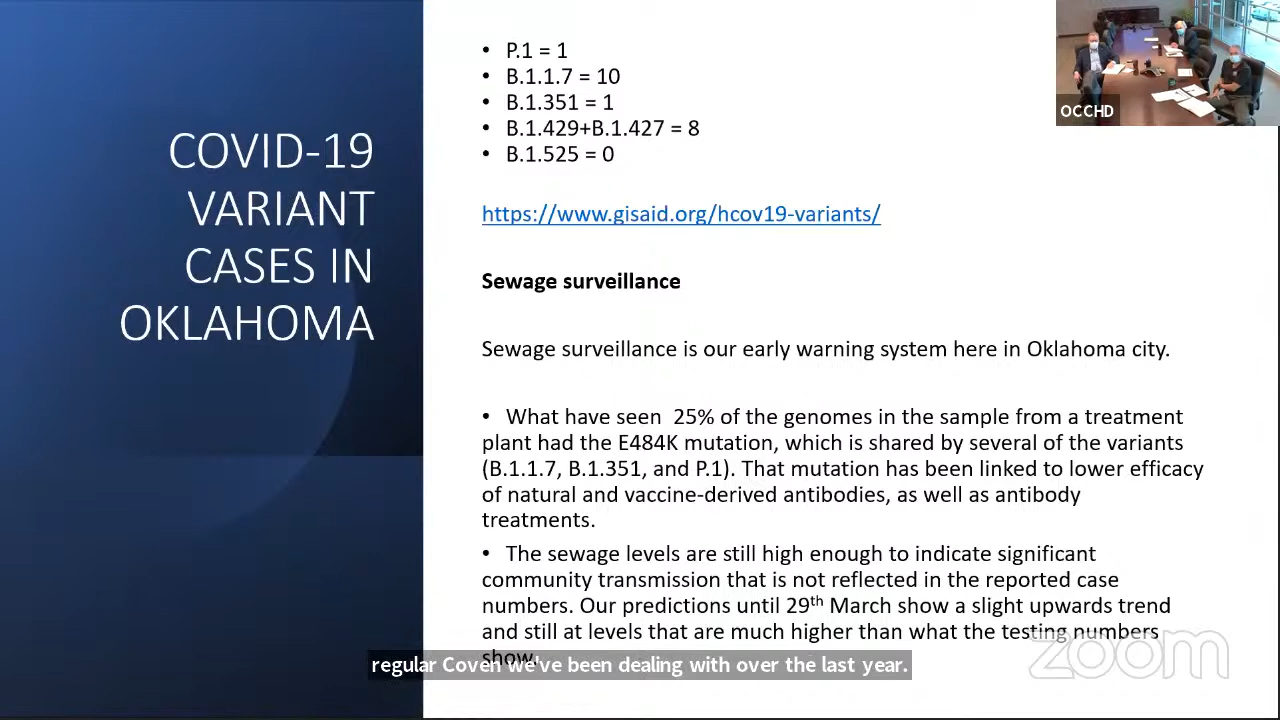 COVID-19
VARIANT
CASES IN
OKLAHOMA
• P.1 = 1
• B.1.1.7 = 10
• B.1.351 = 1
• B.1.429+B.1.427 = 8
• B.1.525 = 0
https://www.gisaid.org/hcov19-variants/
Sewage surveillance
Sewage surveillance is our early warning system here in Oklahoma city.
• What have seen 25% of the genomes in the sample from a treatment
plant had the E484K mutation, which is shared by several of the variants
(B.1.1.7, B.1.351, and P.1). That mutation has been linked to lower efficacy
of natural and vaccine-derived antibodies, as well as antibody
treatments.
• The sewage levels are still high enough to indicate significant
community transmission that is not reflected in the reported case
numbers. Our predictions until 29th March show a slight upwards trend
and still at levels that are much higher than what the testing numbers
show.
regular Coven we've been dealing with over the last year.
OCCHD
zoom